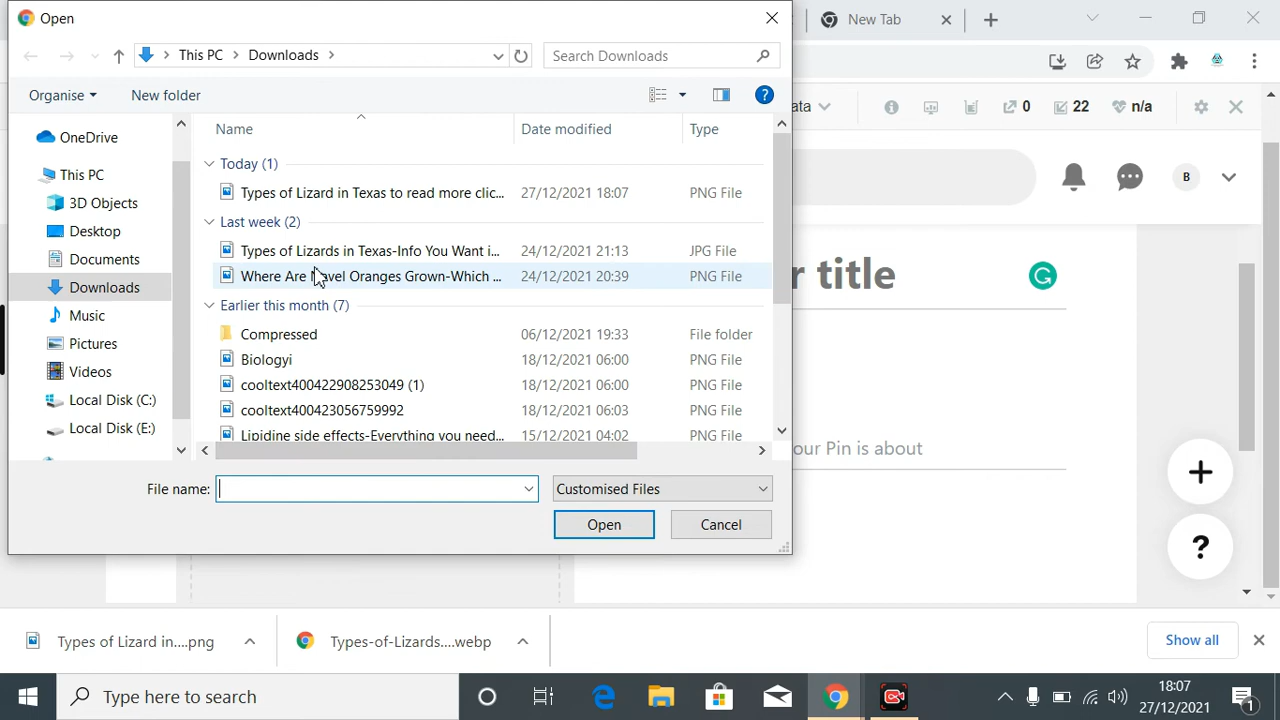 Open
New Tab
This PC
Downloads
Search Downloads
Organise
New folder
ata
0
22
n/a
Name
Date modified
Type
OneDrive
This PC
3D Objects
Desktop
Documents
Downloads
Music
Pictures
Videos
Local Disk (C:)
Local Disk (E:)
Today (1)
Types of Lizard in Texas to read more clic... 27/12/2021 18:07 PNG File
Last week (2)
Types of Lizards in Texas-Info You Want i... 24/12/2021 21:13 JPG File
Where Are Navel Oranges Grown-Which ... 24/12/2021 20:39 PNG File
Earlier this month (7)
Compressed 06/12/2021 19:33 File folder
Biologyi 18/12/2021 06:00 PNG File
cooltext400422908253049 (1) 18/12/2021 06:00 PNG File
cooltext400423056759992 18/12/2021 06:03 PNG File
Lipidine side effects-Everything you need... 15/12/2021 04:02 PNG File
B
r title
our Pin is about
File name:
Customised Files
Open
Cancel
+
?
Types of Lizard in....png
Types-of-Lizards....webp
Show all
Type here to search
18:07
27/12/2021
1